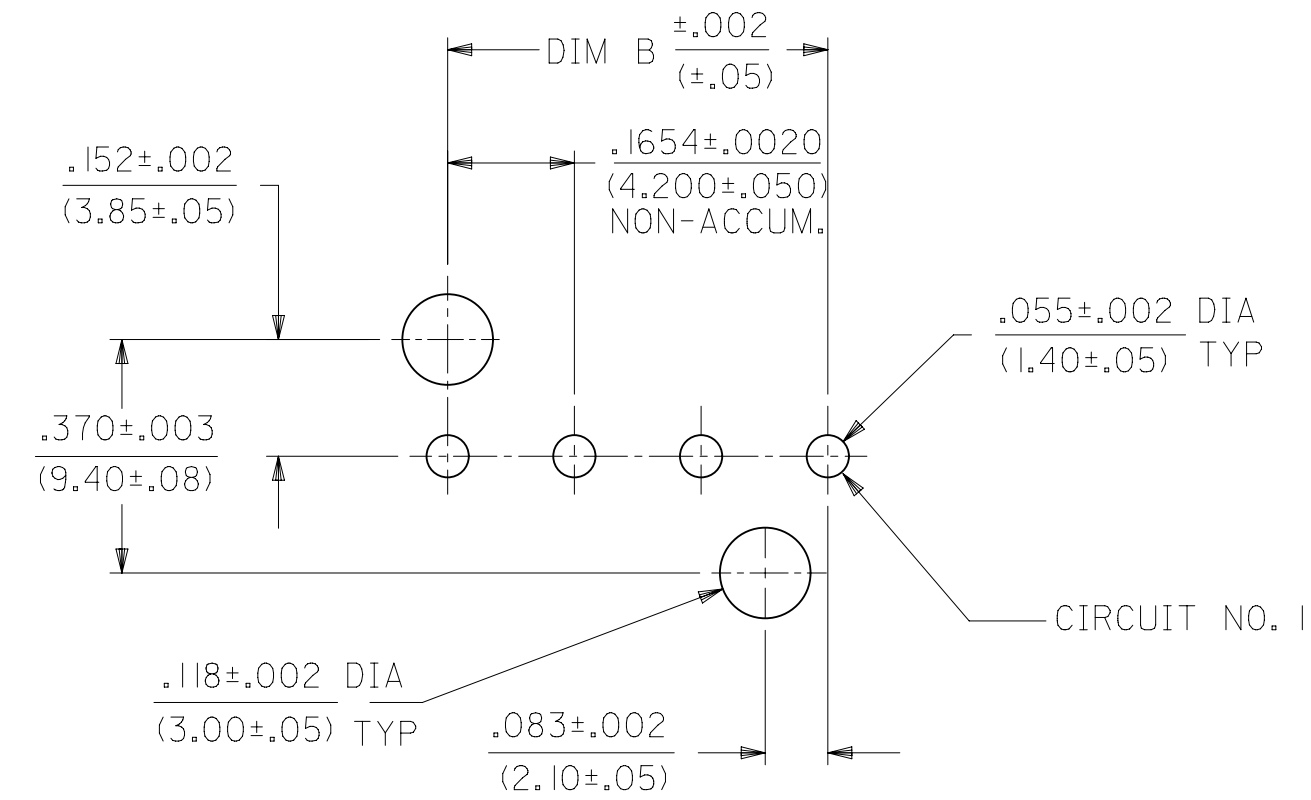 ±.002
DIM B
(±.05)
.1654±.0020
(4.200±.050)
NON-ACCUM.
.152±.002
(3.85±.05)
.055±.002 DIA
(1.40±.05) TYP
.370±.003
(9.40±.08)
CIRCUIT NO. 1
.118±.002 DIA
(3.00±.05) TYP
.083±.002
(2.10±.05)